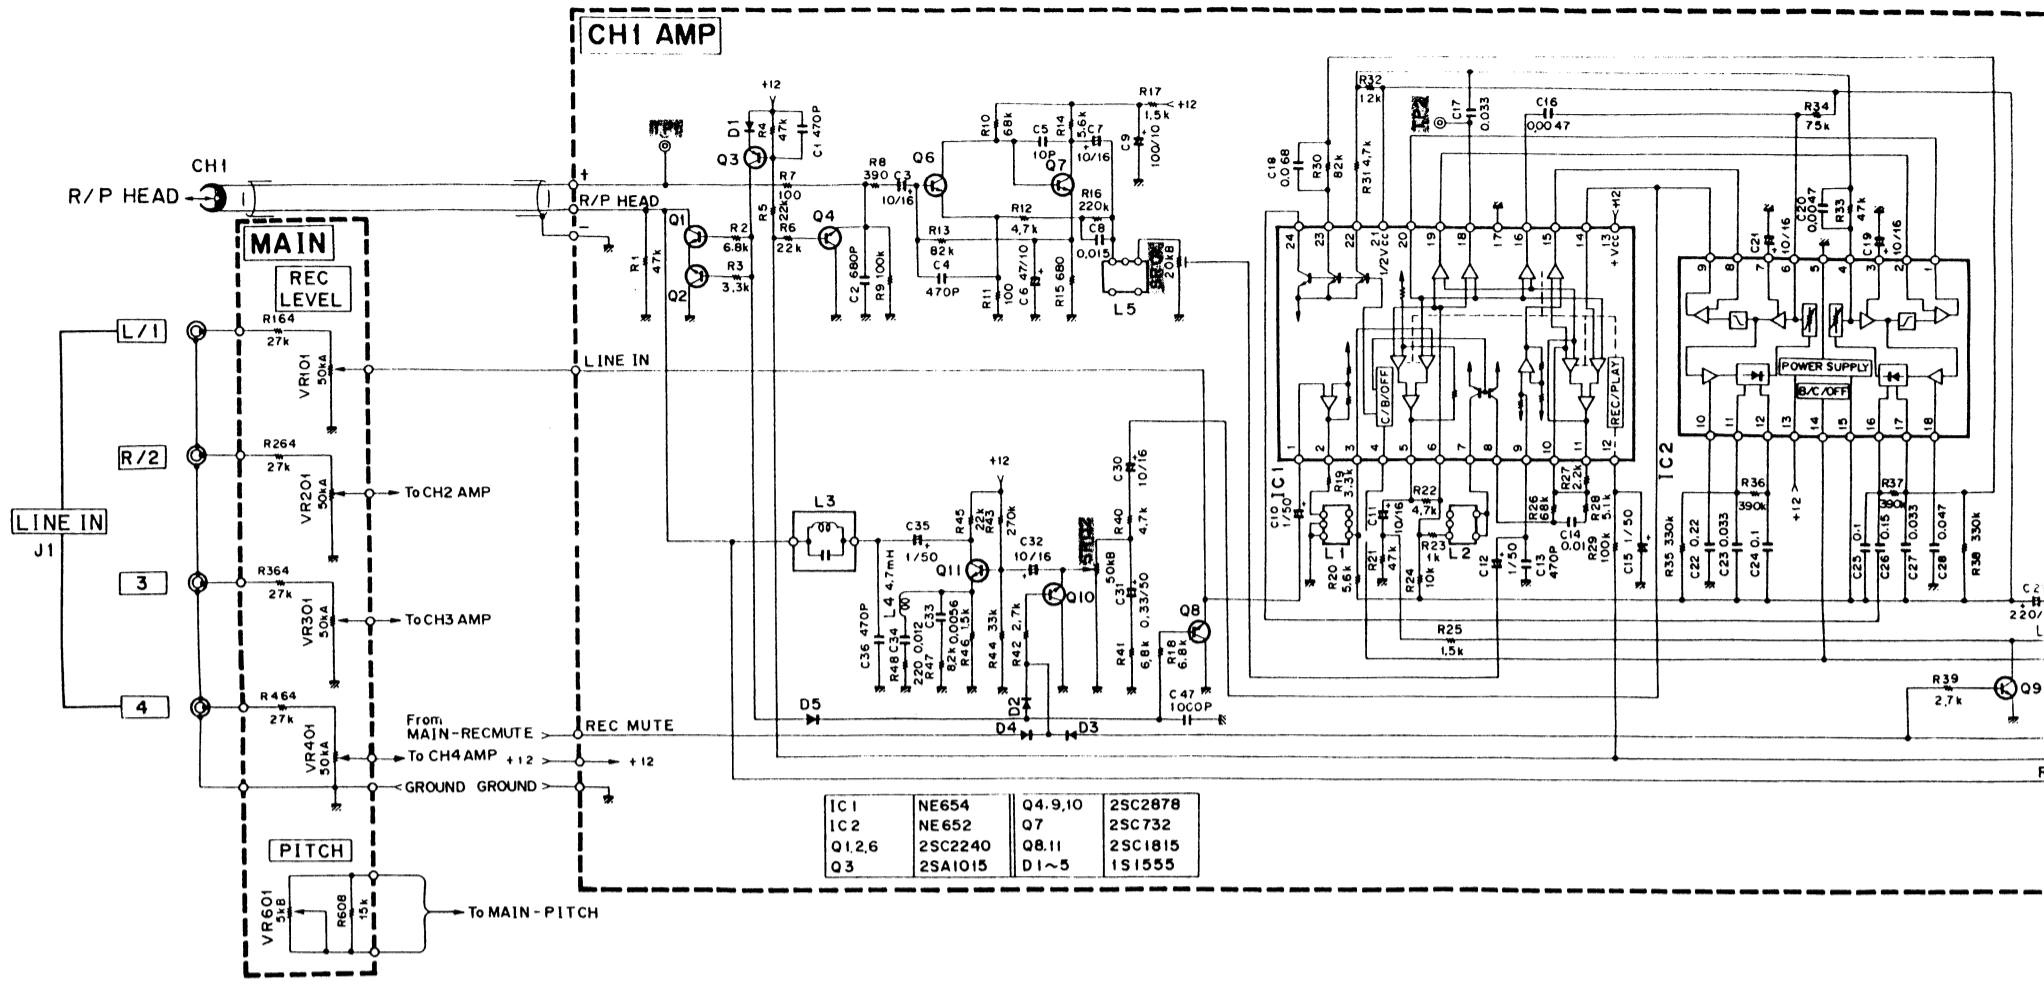 CH1 AMP
+12
D1
R4
47k
C1 470P
Q3
R10
68k
C5
10P
R14
5.6k
C7
10/16
C9
100/10
R17
1.5k
+12
R32
12k
C17
0.033
C16
0.0047
R34
75k
CH1
R/P HEAD
1
1
+
R/P HEAD
−
R7
100
R5
22k
R8
390
C3
10/16
Q6
Q7
R16
220k
R12
4.7k
C8
0.015
R13
82k
C4
470P
R11
100
C6 47/10
R15 680
L5
20kB
Q1
R2
6.8k
R3
3.3k
Q2
R1
47k
R6
22k
Q4
C2 680P
R9 100k
C18
0.068
R30
82k
R31 4.7k
C21
10/16
C20
0.0047
R33
47k
C19
10/16
24
23
22
21
20
19
18
17
16
15
14
13
1/2Vcc
+Vcc
+12
C/B/OFF
REC/PLAY
1
2
3
4
5
6
7
8
9
10
11
12
IC1
9
8
7
6
5
4
3
2
1
POWER SUPPLY
B/C/OFF
10
11
12
13
14
15
16
17
18
IC2
MAIN
REC
LEVEL
L/1
R164
27k
VR101
50kA
LINE IN
R/2
R264
27k
VR201
50kA
To CH2 AMP
LINE IN
J1
3
R364
27k
VR301
50kA
To CH3 AMP
4
R464
27k
VR401
50kA
From
MAIN-RECMUTE
REC MUTE
To CH4 AMP
+12
+12
GROUND
GROUND
L3
C35
1/50
R45
22k
R43
270k
+12
C32
10/16
Q11
Q10
50kB
C30
10/16
R40
4.7k
C31
0.33/50
R41
6.8k
R18
6.8k
Q8
C36 470P
C34
0.012
L4 4.7mH
R48
220
R47
8.2k
C33
0.0056
R46 1.5k
R44 33k
R42 2.7k
C47
1000P
D5
D2
D4
D3
C10
1/50
R19
3.3k
L1
R20
5.6k
C11
10/16
R21
47k
R22
4.7k
R23
1k
R24
10k
L2
C12
1/50
C13
470P
R26
68k
R27
2.2k
C14
0.01
R28
5.1k
R29
100k
C15 1/50
R25
1.5k
R35 330k
C22 0.22
C23 0.033
C24 0.1
R36
390k
+12
R37
390k
C25 0.1
C26 0.15
C27 0.033
C28 0.047
R38 330k
R39
2.7k
Q9
C2
220/
L
IC1 NE654 Q4.9,10 2SC2878
IC2 NE652 Q7 2SC732
Q1,2,6 2SC2240 Q8.11 2SC1815
Q3 2SA1015 D1~5 1S1555
PITCH
VR601
5kB
R608
15k
To MAIN-PITCH